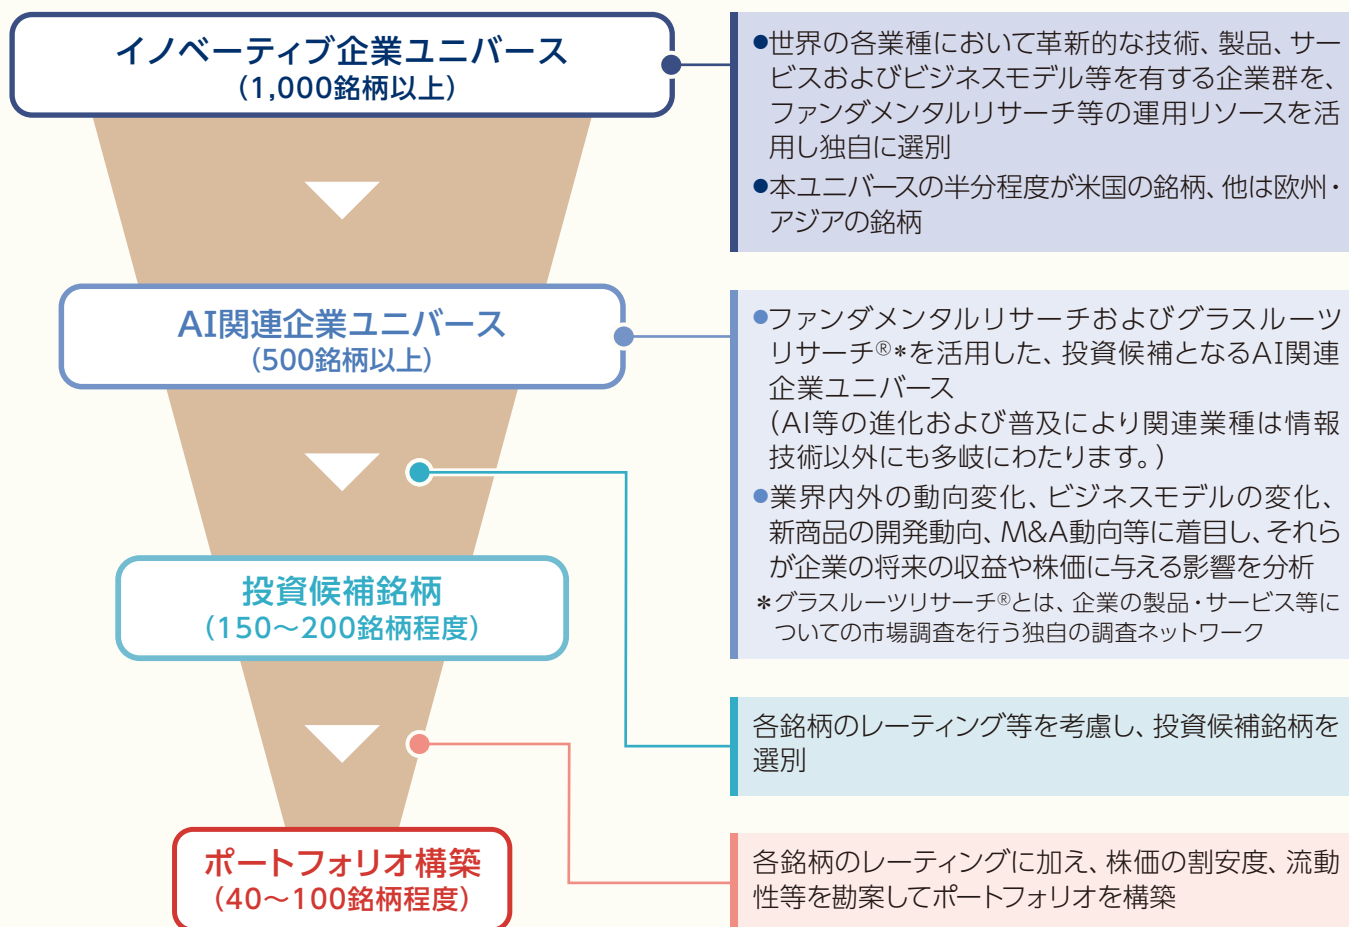 イノベーティブ企業ユニバース
(1,000銘柄以上)
●世界の各業種において革新的な技術、製品、サー
ビスおよびビジネスモデル等を有する企業群を、
ファンダメンタルリサーチ等の運用リソースを活
用し独自に選別
●本ユニバースの半分程度が米国の銘柄、他は欧州・
アジアの銘柄
AI関連企業ユニバース
(500銘柄以上)
●ファンダメンタルリサーチおよびグラスルーツ
リサーチ®*を活用した、投資候補となるAI関連
企業ユニバース
(AI等の進化および普及により関連業種は情報
技術以外にも多岐にわたります。)
●業界内外の動向変化、ビジネスモデルの変化、
新商品の開発動向、M&A動向等に着目し、それら
が企業の将来の収益や株価に与える影響を分析
*グラスルーツリサーチ®とは、企業の製品・サービス等に
ついての市場調査を行う独自の調査ネットワーク
投資候補銘柄
(150～200銘柄程度)
各銘柄のレーティング等を考慮し、投資候補銘柄を
選別
ポートフォリオ構築
(40～100銘柄程度)
各銘柄のレーティングに加え、株価の割安度、流動
性等を勘案してポートフォリオを構築